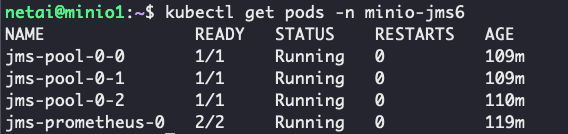 netai@minio1:~$ kubectl get pods -n minio-jms6
NAME READY STATUS RESTARTS AGE
jms-pool-0-0 1/1 Running 0 109m
jms-pool-0-1 1/1 Running 0 109m
jms-pool-0-2 1/1 Running 0 110m
jms-prometheus-0 2/2 Running 0 119m